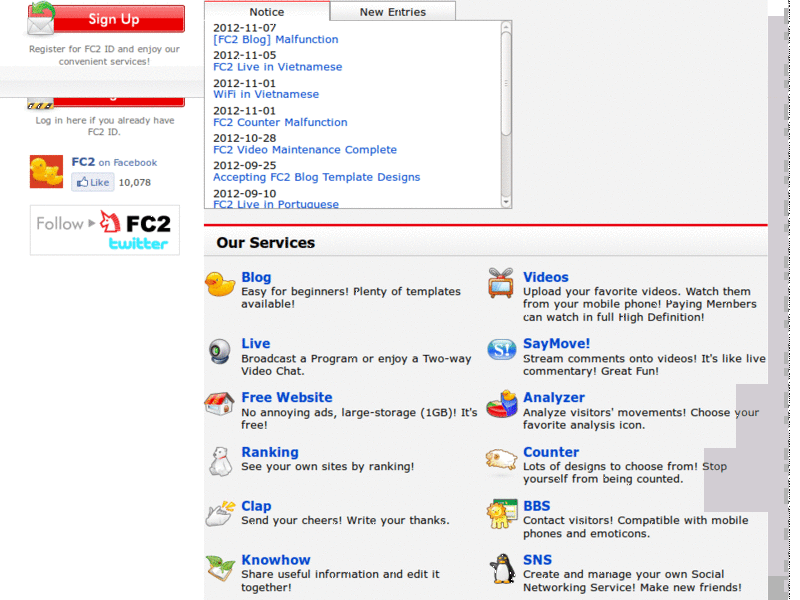 Sign Up
Register for FC2 ID and enjoy our
convenient services!
Log in here if you already have
FC2 ID.
FC2 on Facebook
Like 10,078
Follow FC2
twitter
Notice New Entries
2012-11-07
[FC2 Blog] Malfunction
2012-11-05
FC2 Live in Vietnamese
2012-11-01
WiFi in Vietnamese
2012-11-01
FC2 Counter Malfunction
2012-10-28
FC2 Video Maintenance Complete
2012-09-25
Accepting FC2 Blog Template Designs
2012-09-10
FC2 Live in Portuguese
Our Services
Blog
Easy for beginners! Plenty of templates
available!
Videos
Upload your favorite videos. Watch them
from your mobile phone! Paying Members
can watch in full High Definition!
Live
Broadcast a Program or enjoy a Two-way
Video Chat.
S!
SayMove!
Stream comments onto videos! It's like live
commentary! Great Fun!
Free Website
No annoying ads, large-storage (1GB)! It's
free!
Analyzer
Analyze visitors' movements! Choose your
favorite analysis icon.
Ranking
See your own sites by ranking!
Counter
Lots of designs to choose from! Stop
yourself from being counted.
Clap
Send your cheers! Write your thanks.
BBS
Contact visitors! Compatible with mobile
phones and emoticons.
Knowhow
Share useful information and edit it
together!
SNS
Create and manage your own Social
Networking Service! Make new friends!